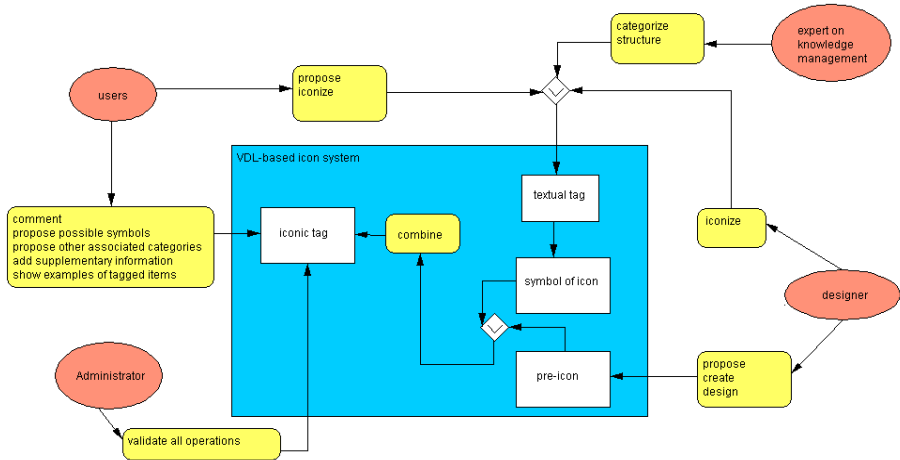 categorize
structure
expert on
knowledge
management
propose
iconize
users
VDL-based icon system
textual tag
comment
propose possible symbols
propose other associated categories
add supplementary information
show examples of tagged items
iconic tag
combine
iconize
symbol of icon
designer
Administrator
pre-icon
propose
create
design
validate all operations